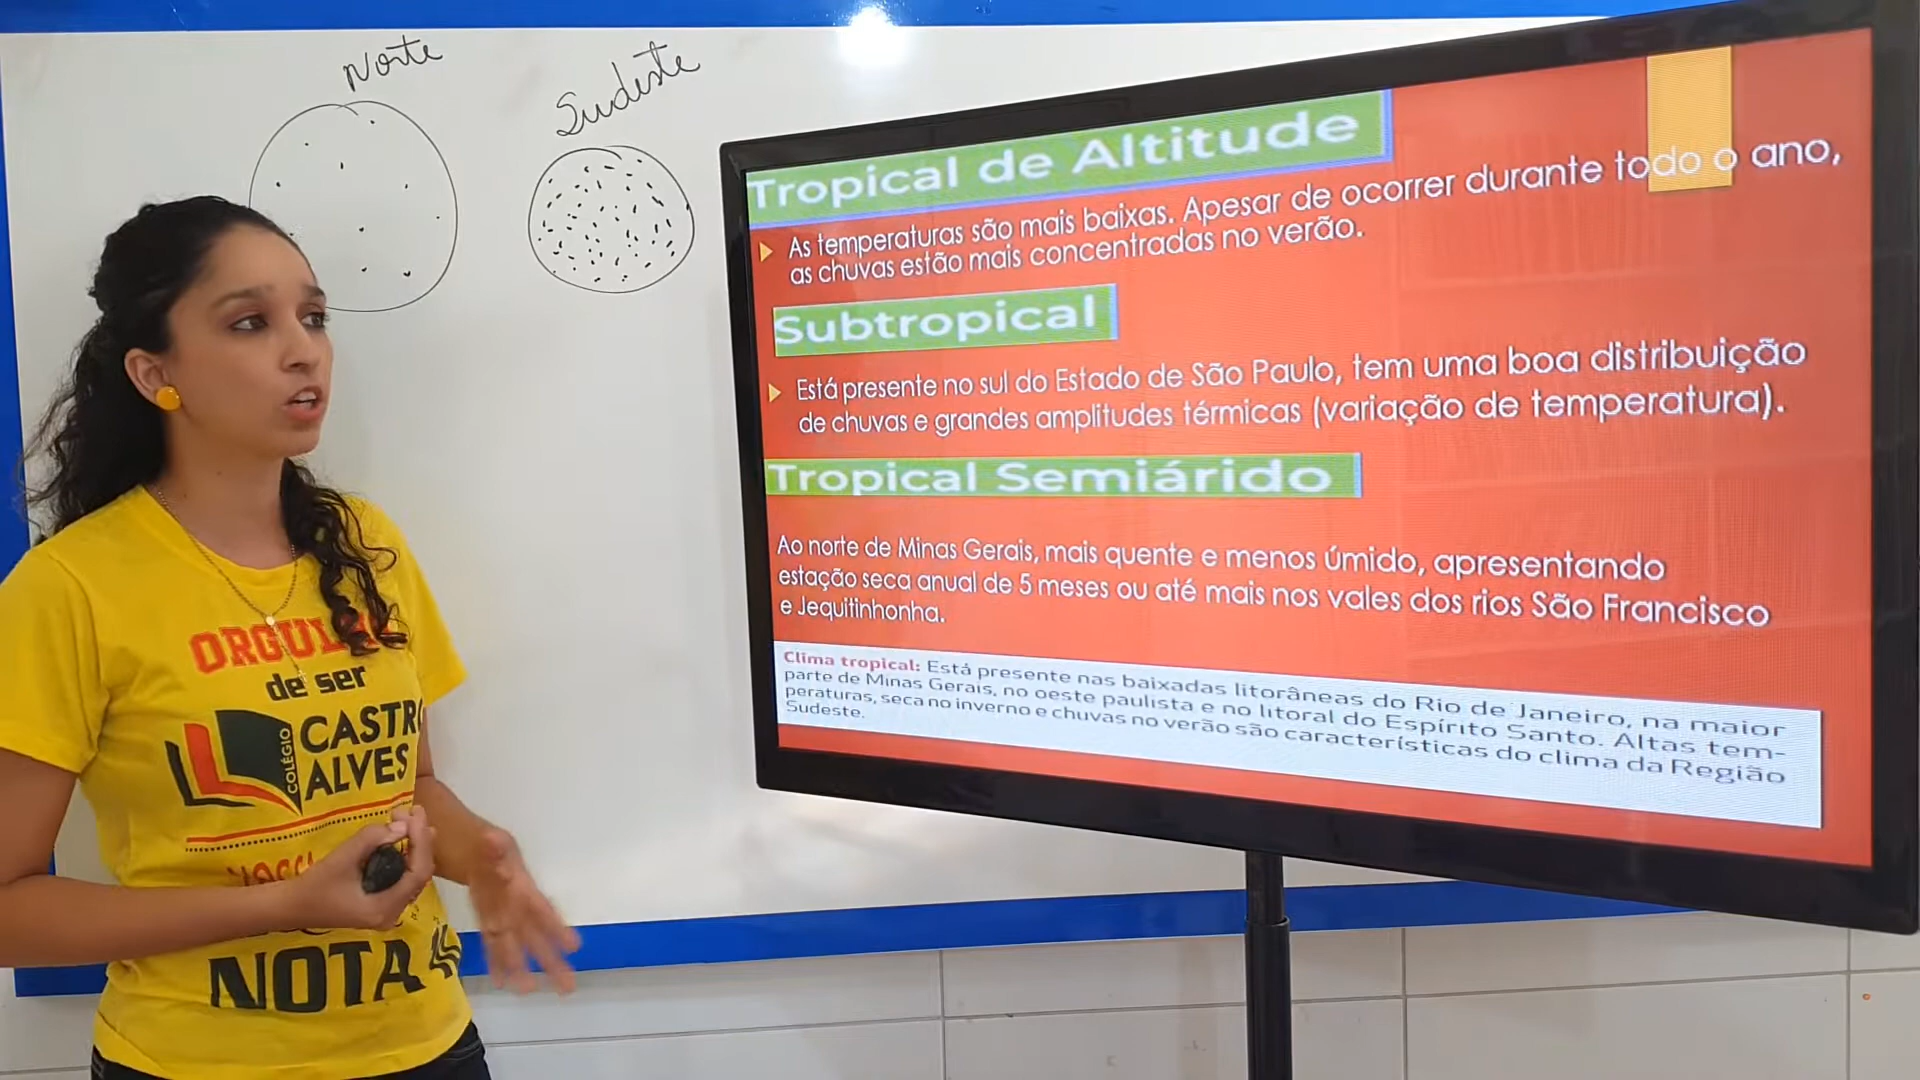 Norte
Sudeste
Tropical de Altitude
As temperaturas são mais baixas. Apesar de ocorrer durante todo o ano,
as chuvas estão mais concentradas no verão.
Subtropical
Está presente no sul do Estado de São Paulo, tem uma boa distribuição
de chuvas e grandes amplitudes térmicas (variação de temperatura).
Tropical Semiárido
Ao norte de Minas Gerais, mais quente e menos úmido, apresentando
estação seca anual de 5 meses ou até mais nos vales dos rios São Francisco
e Jequitinhonha.
Clima tropical: Está presente nas baixadas litorâneas do Rio de Janeiro, na maior
parte de Minas Gerais, no oeste paulista e no litoral do Espírito Santo. Altas tem-
peraturas, seca no inverno e chuvas no verão são características do clima da Região
Sudeste.
de ser
COLÉGIO
CASTRO
ALVES
NOTA